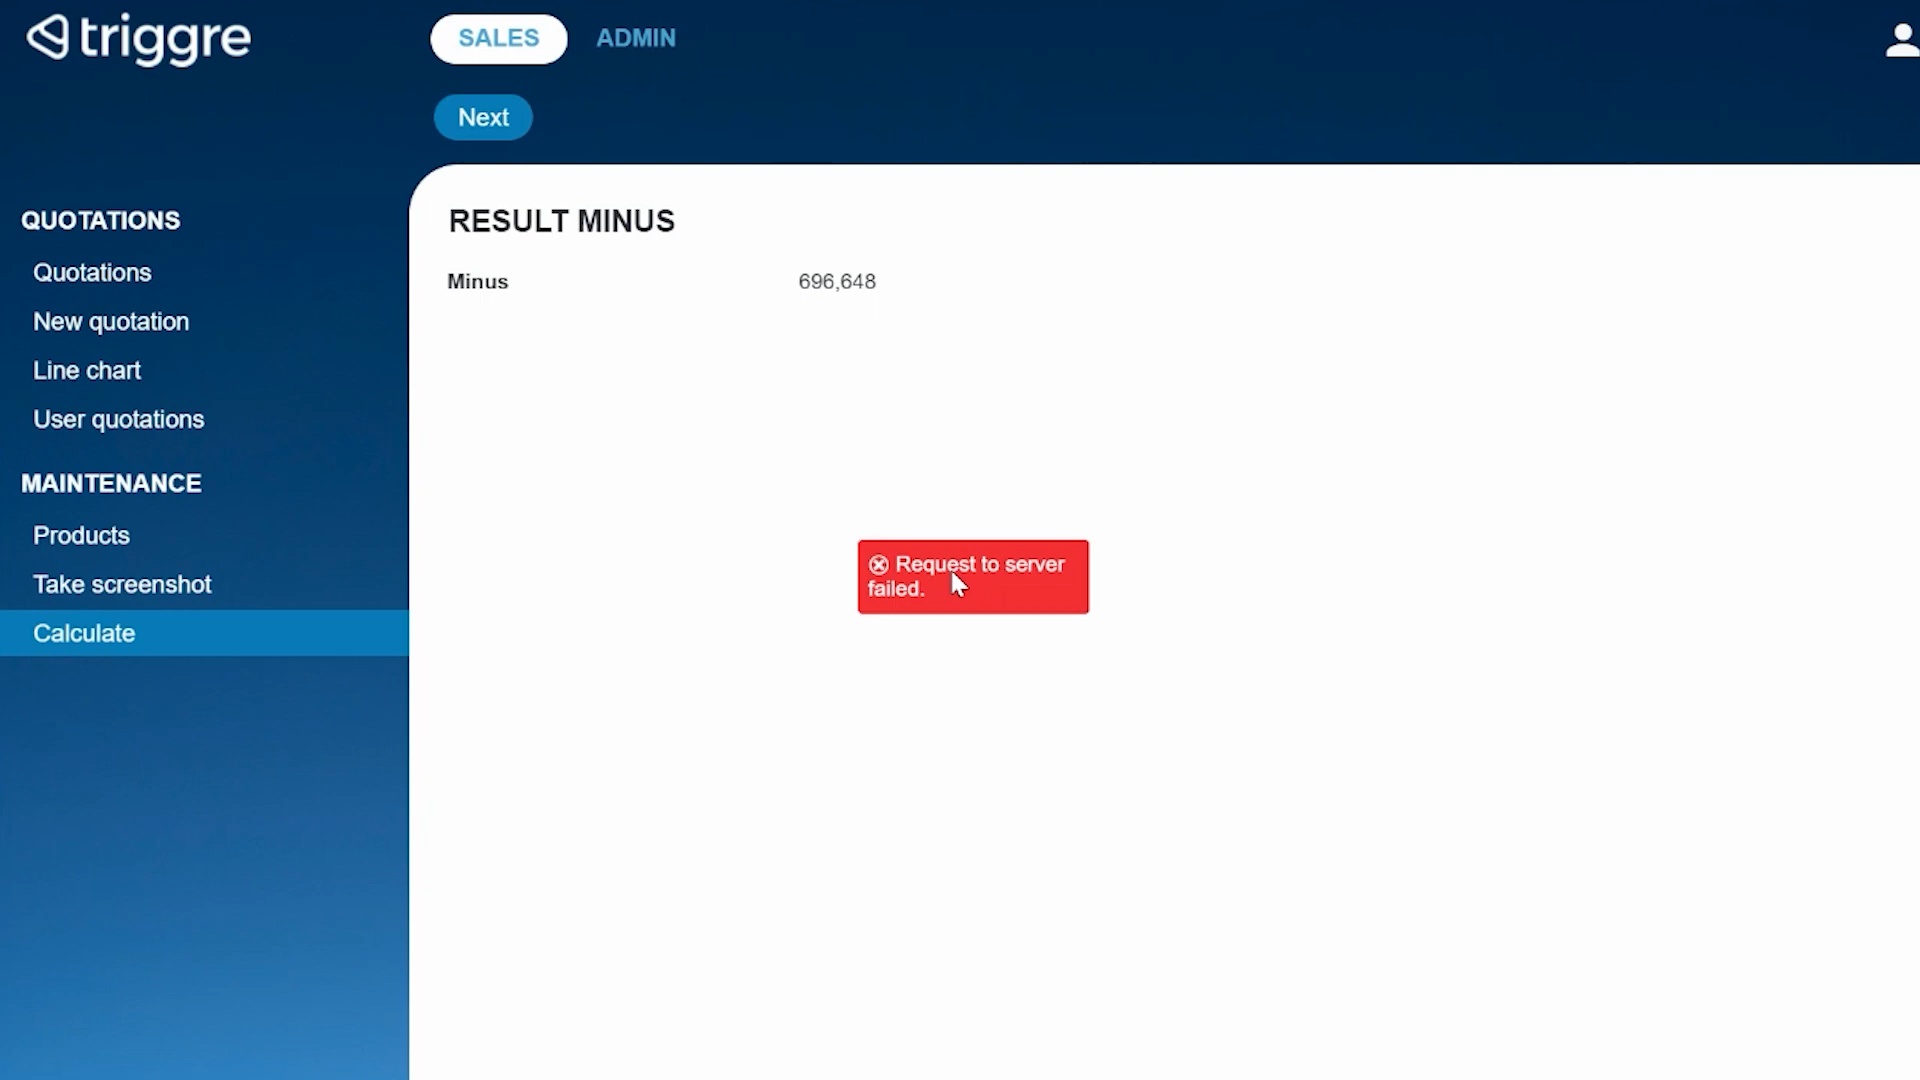 triggre
SALES
ADMIN
Next
QUOTATIONS
Quotations
New quotation
Line chart
User quotations
MAINTENANCE
Products
Take screenshot
Calculate
RESULT MINUS
Minus 696,648
Request to server
failed.